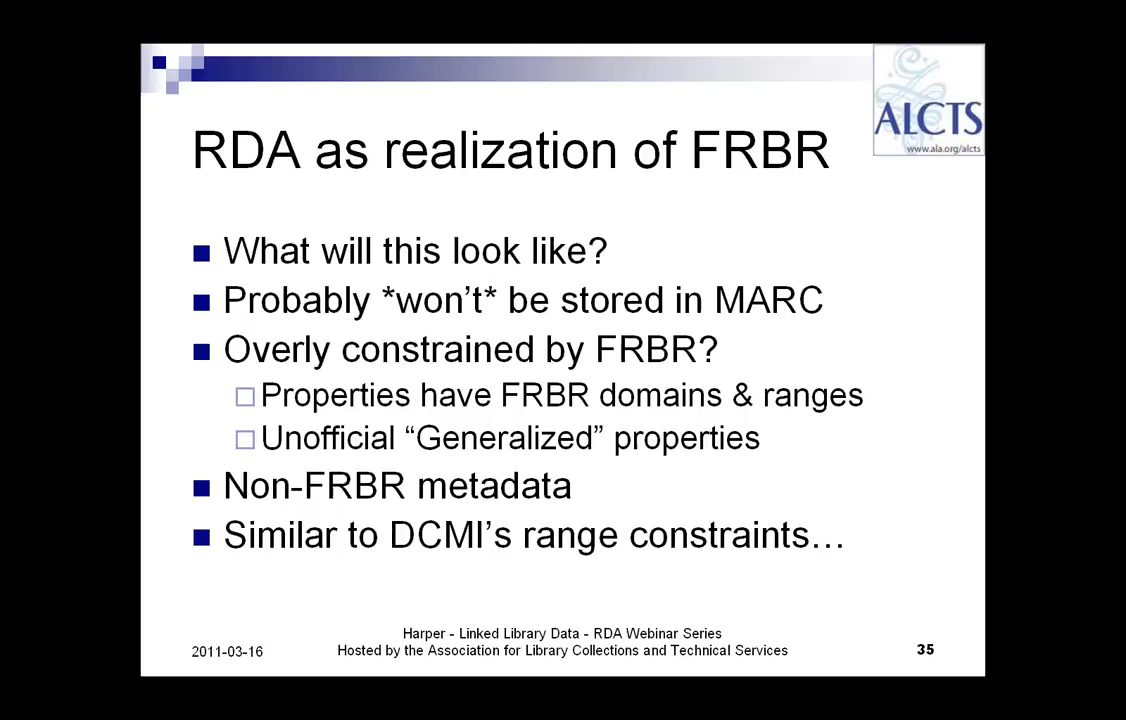 ALCTS
www.ala.org/alcts
RDA as realization of FRBR
What will this look like?
Probably *won’t* be stored in MARC
Overly constrained by FRBR?
Properties have FRBR domains & ranges
Unofficial “Generalized” properties
Non-FRBR metadata
Similar to DCMI’s range constraints…
2011-03-16
Harper - Linked Library Data - RDA Webinar Series
Hosted by the Association for Library Collections and Technical Services
35